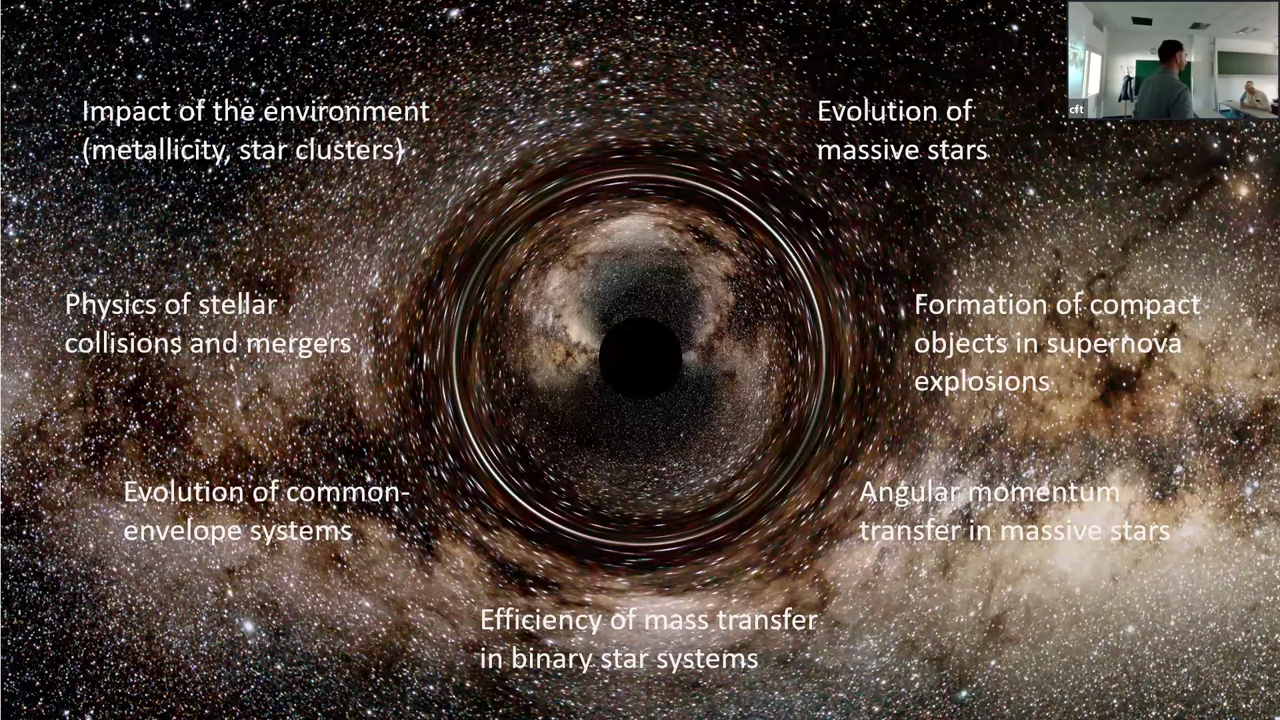 Impact of the environment
(metallicity, star clusters)
Evolution of
massive stars
Physics of stellar
collisions and mergers
Formation of compact
objects in supernova
explosions
Evolution of common-
envelope systems
Angular momentum
transfer in massive stars
Efficiency of mass transfer
in binary star systems
cft